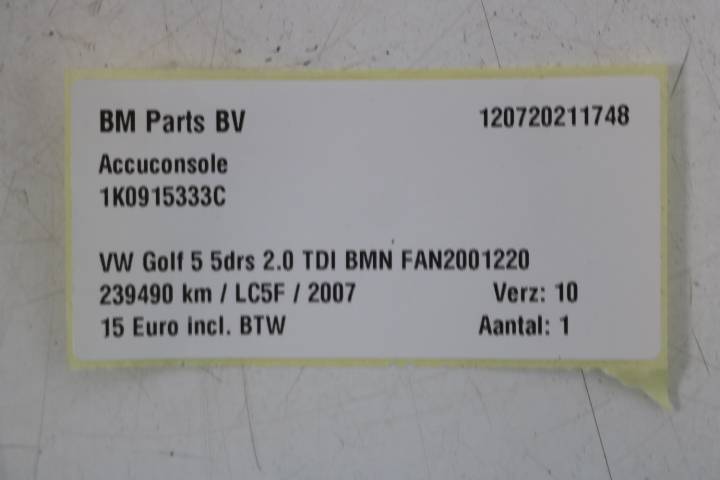 BM Parts BV 120720211748
Accuconsole
1K0915333C
VW Golf 5 5drs 2.0 TDI BMN FAN2001220
239490 km / LC5F / 2007 Verz: 10
15 Euro incl. BTW Aantal: 1